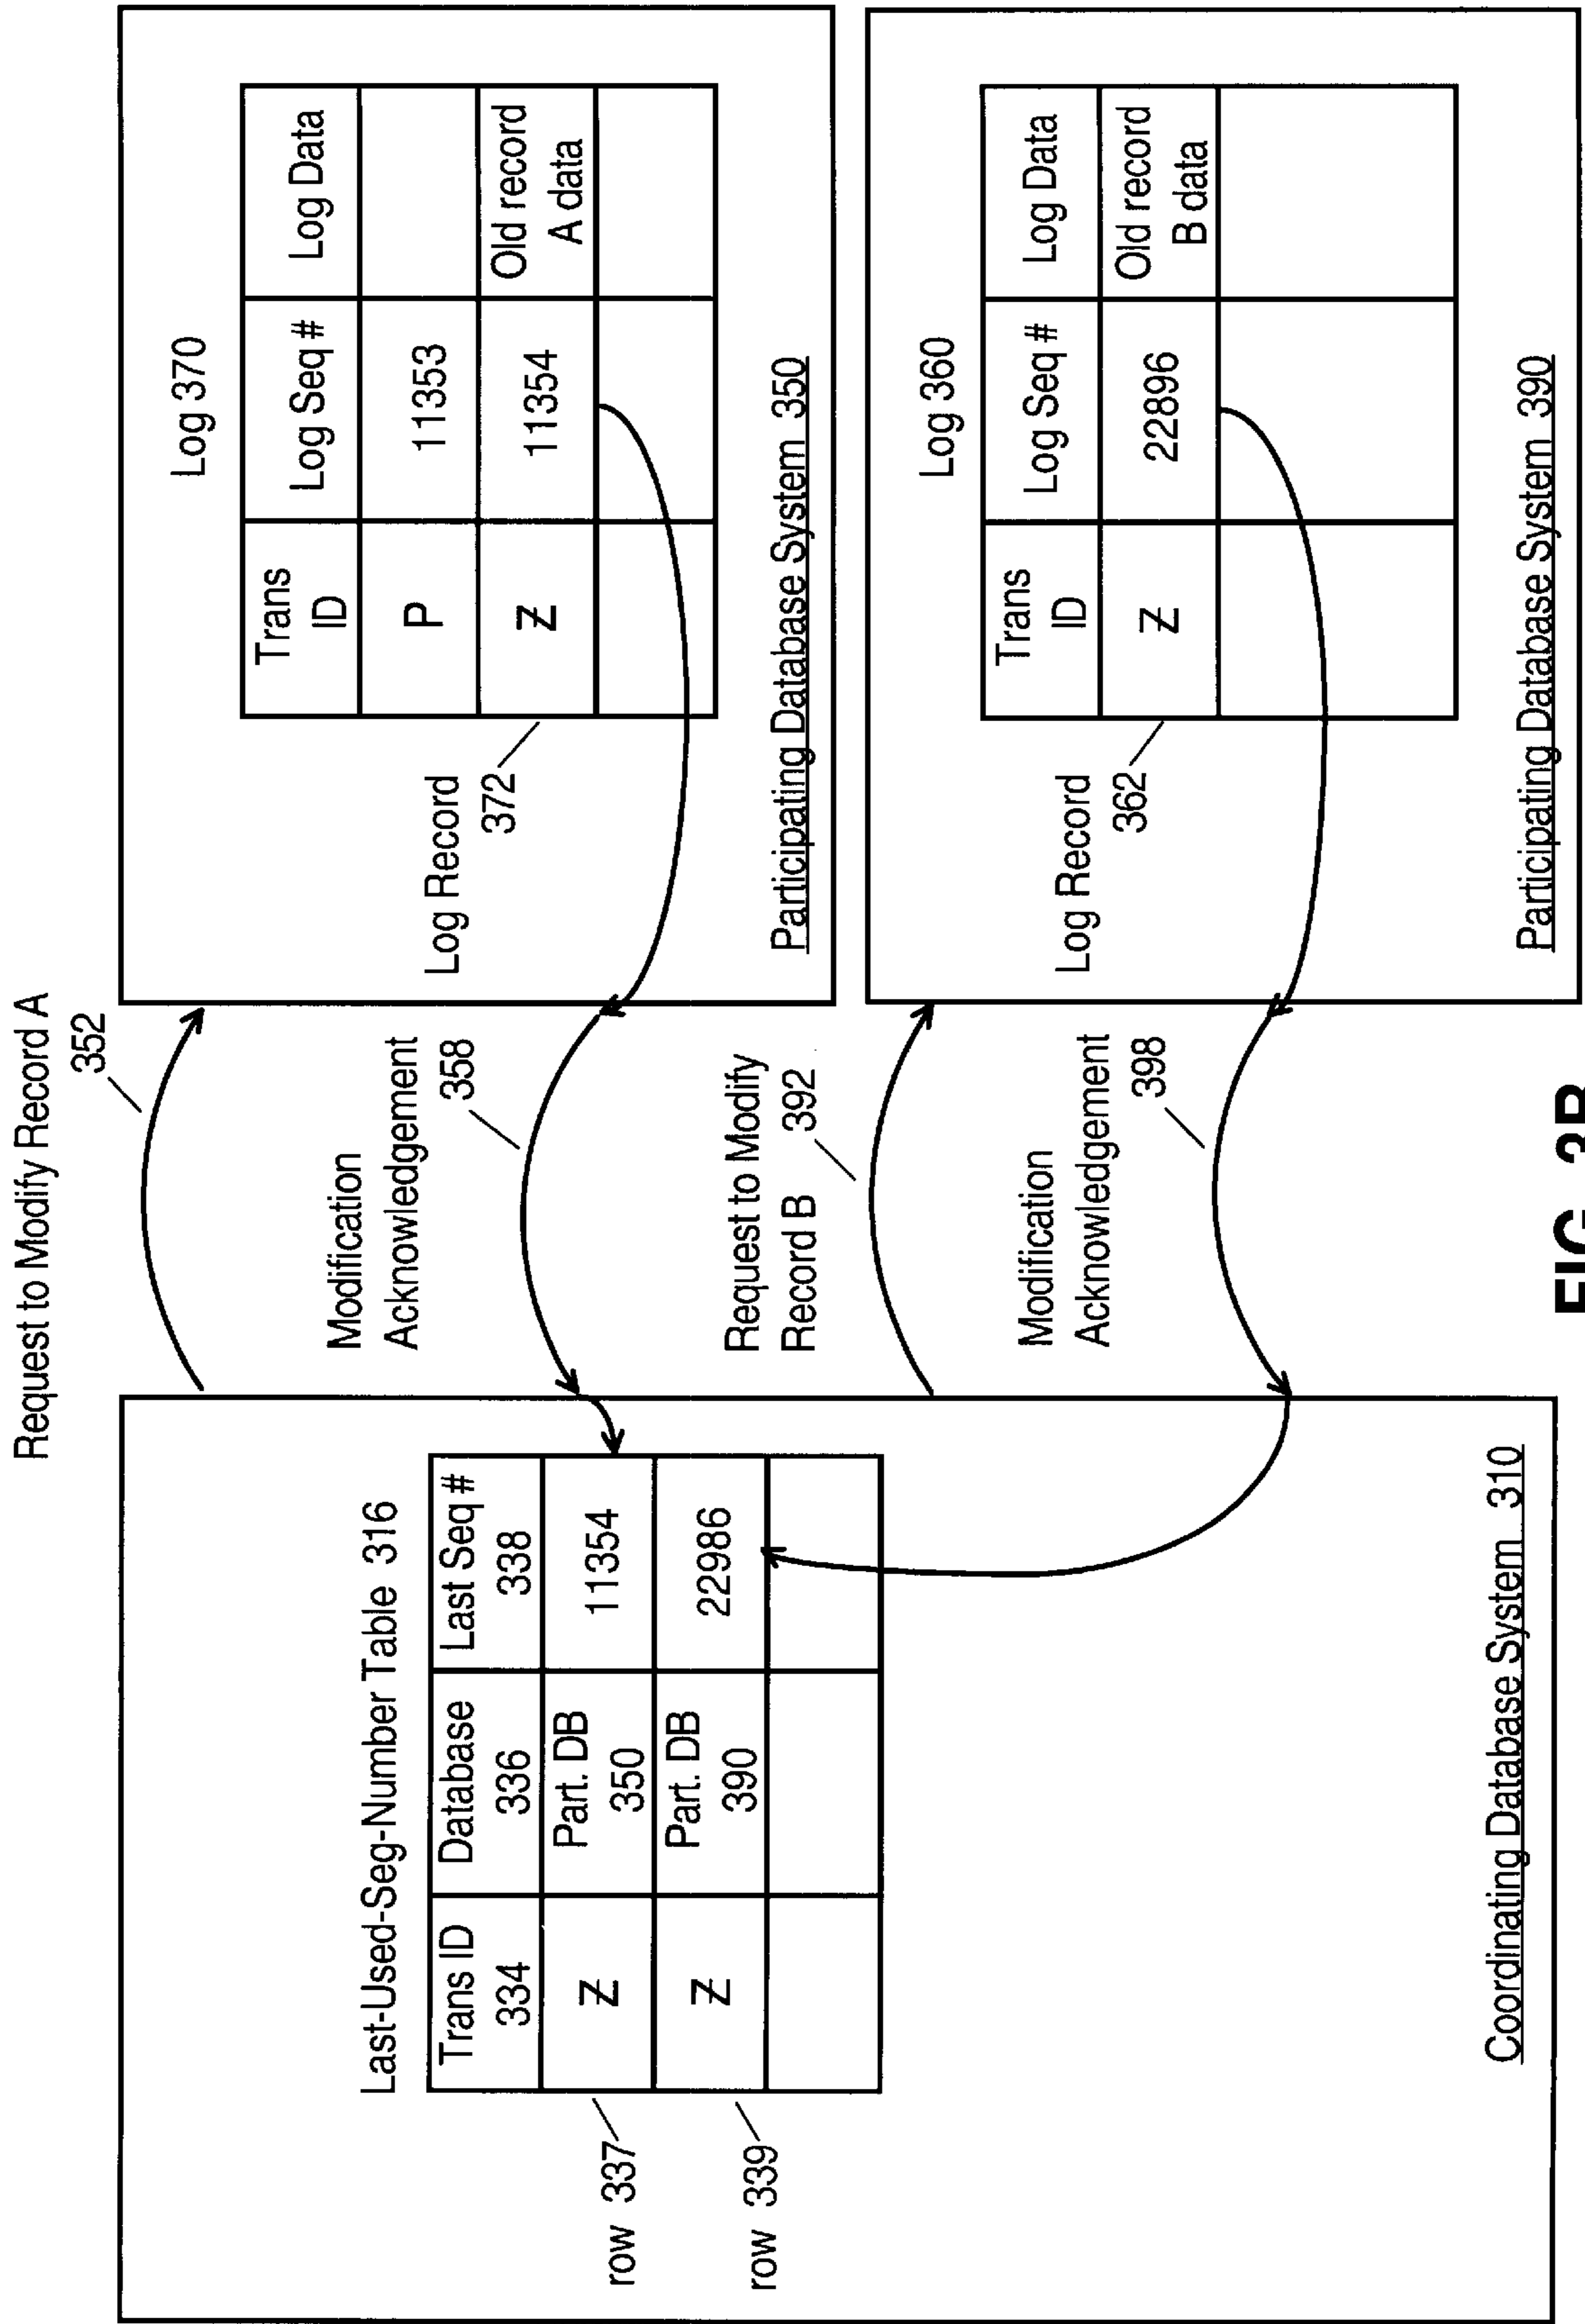 Request to Modify Record A
352
Last-Used-Seg-Number Table 316
Trans ID 334 Database 336 Last Seq # 338
row 337
Z Part. DB 350 11354
row 339
Z Part. DB 390 22986
Coordinating Database System 310
Modification
Acknowledgement
358
Request to Modify
Record B 392
Modification
Acknowledgement
398
Log 370
Trans ID Log Seq # Log Data
P 11353
Z 11354 Old record A data
Log Record
372
Participating Database System 350
Log 360
Trans ID Log Seq # Log Data
Z 22896 Old record B data
Log Record
362
Participating Database System 390
FIG. 3B